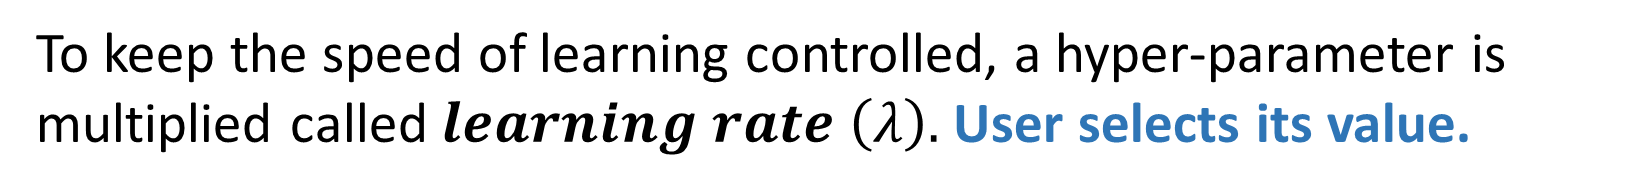 To keep the speed of learning controlled, a hyper-parameter is
multiplied called learning rate (λ). User selects its value.